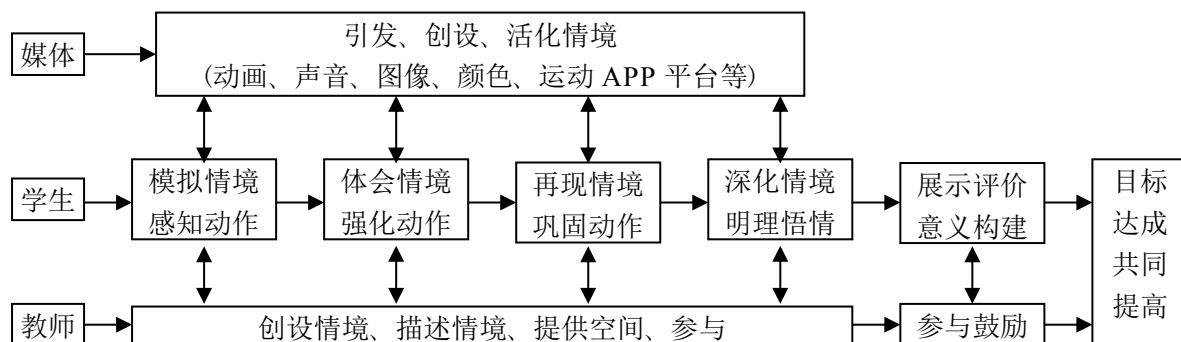 媒体
引发、创设、活化情境
(动画、声音、图像、颜色、运动 APP 平台等)
学生
模拟情境
感知动作
体会情境
强化动作
再现情境
巩固动作
深化情境
明理悟情
展示评价
意义构建
目标
达成
共同
提高
教师
创设情境、描述情境、提供空间、参与
参与鼓励